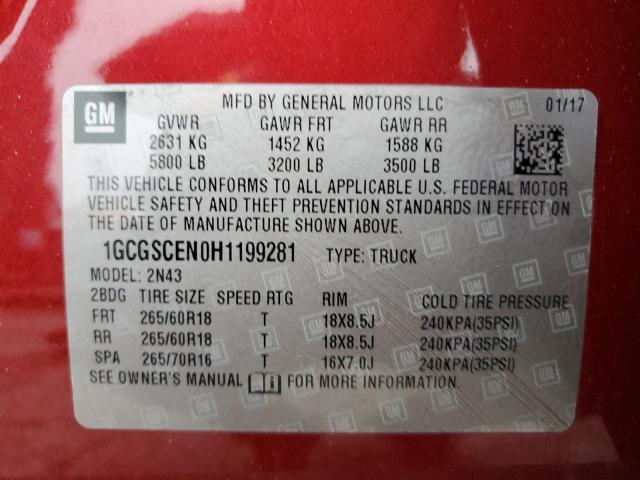 GM MFD BY GENERAL MOTORS LLC 01/17
GVWR GAWR FRT GAWR RR
2631 KG 1452 KG 1588 KG
5800 LB 3200 LB 3500 LB
THIS VEHICLE CONFORMS TO ALL APPLICABLE U.S. FEDERAL MOTOR
VEHICLE SAFETY AND THEFT PREVENTION STANDARDS IN EFFECT ON
THE DATE OF MANUFACTURE SHOWN ABOVE.
1GCGSCEN0H1199281 TYPE: TRUCK
MODEL: 2N43
2BDG TIRE SIZE SPEED RTG RIM COLD TIRE PRESSURE
FRT 265/60R18 T 18X8.5J 240KPA(35PSI)
RR 265/60R18 T 18X8.5J 240KPA(35PSI)
SPA 265/70R16 T 16X7.0J 240KPA(35PSI)
SEE OWNER'S MANUAL FOR MORE INFORMATION.